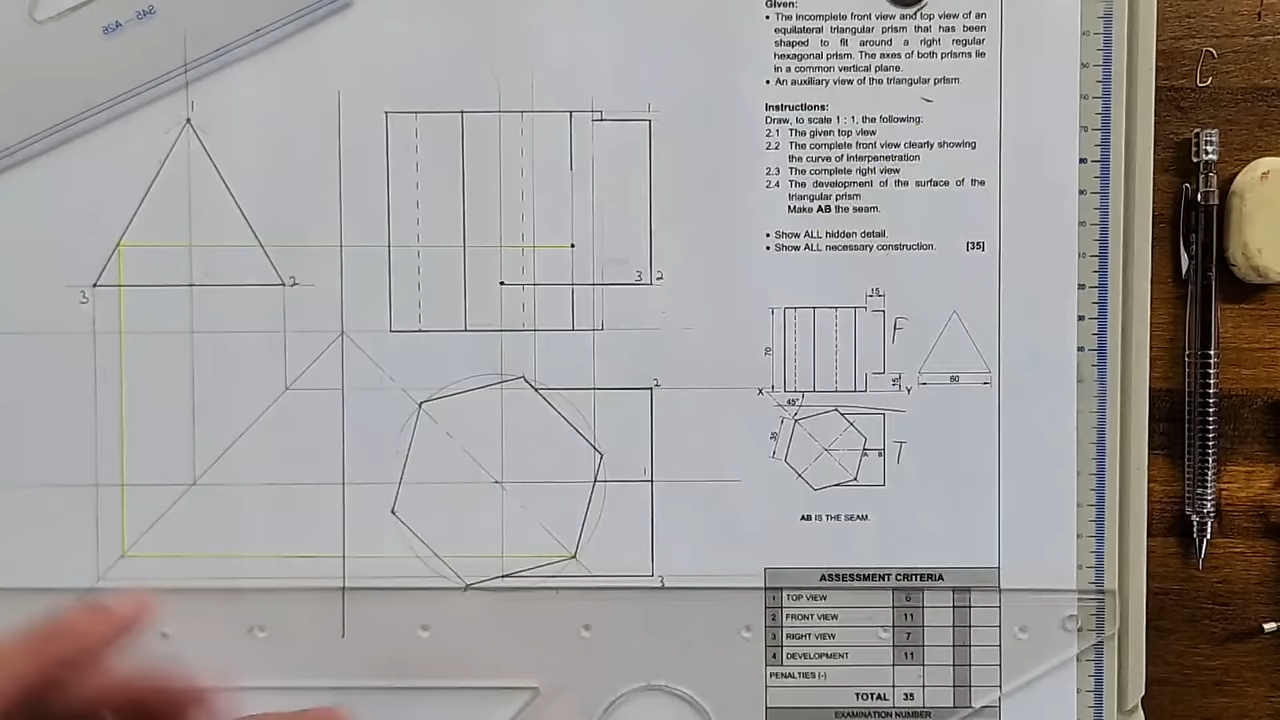 Given:
• The incomplete front view and top view of an
equilateral triangular prism that has been
shaped to fit around a right regular
hexagonal prism. The axes of both prisms lie
in a common vertical plane.
• An auxiliary view of the triangular prism.
Instructions:
Draw, to scale 1 : 1, the following:
2.1 The given top view
2.2 The complete front view clearly showing
the curve of interpenetration
2.3 The complete right view
2.4 The development of the surface of the
triangular prism
Make AB the seam.
• Show ALL hidden detail.
• Show ALL necessary construction. [35]
1
3
2
1
3 2
2
1
3
15
70
F
15
60
X
Y
45°
35
A
B
T
AB IS THE SEAM.
ASSESSMENT CRITERIA
1 TOP VIEW 6
2 FRONT VIEW 11
3 RIGHT VIEW 7
4 DEVELOPMENT 11
PENALTIES (-)
TOTAL 35
EXAMINATION NUMBER
C